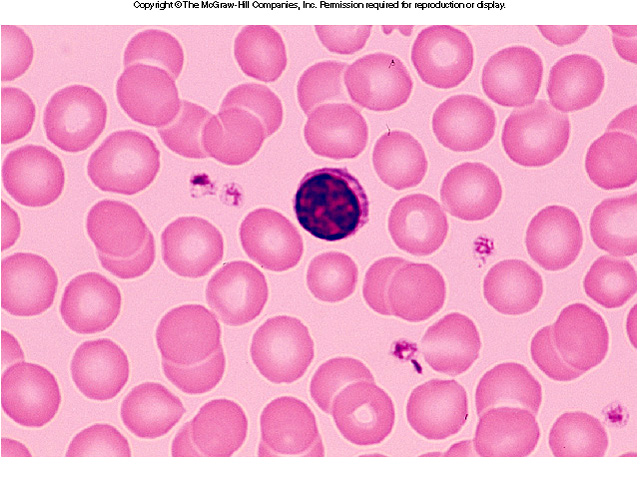 Copyright © The McGraw-Hill Companies, Inc. Permission required for reproduction or display.